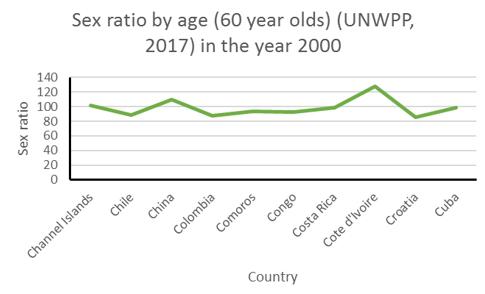 Sex ratio by age (60 year olds) (UNWPP,
2017) in the year 2000
140
120
100
80
60
40
20
0
Sex ratio
Channel Islands
Chile
China
Colombia
Comoros
Congo
Costa Rica
Cote d'Ivoire
Croatia
Cuba
Country